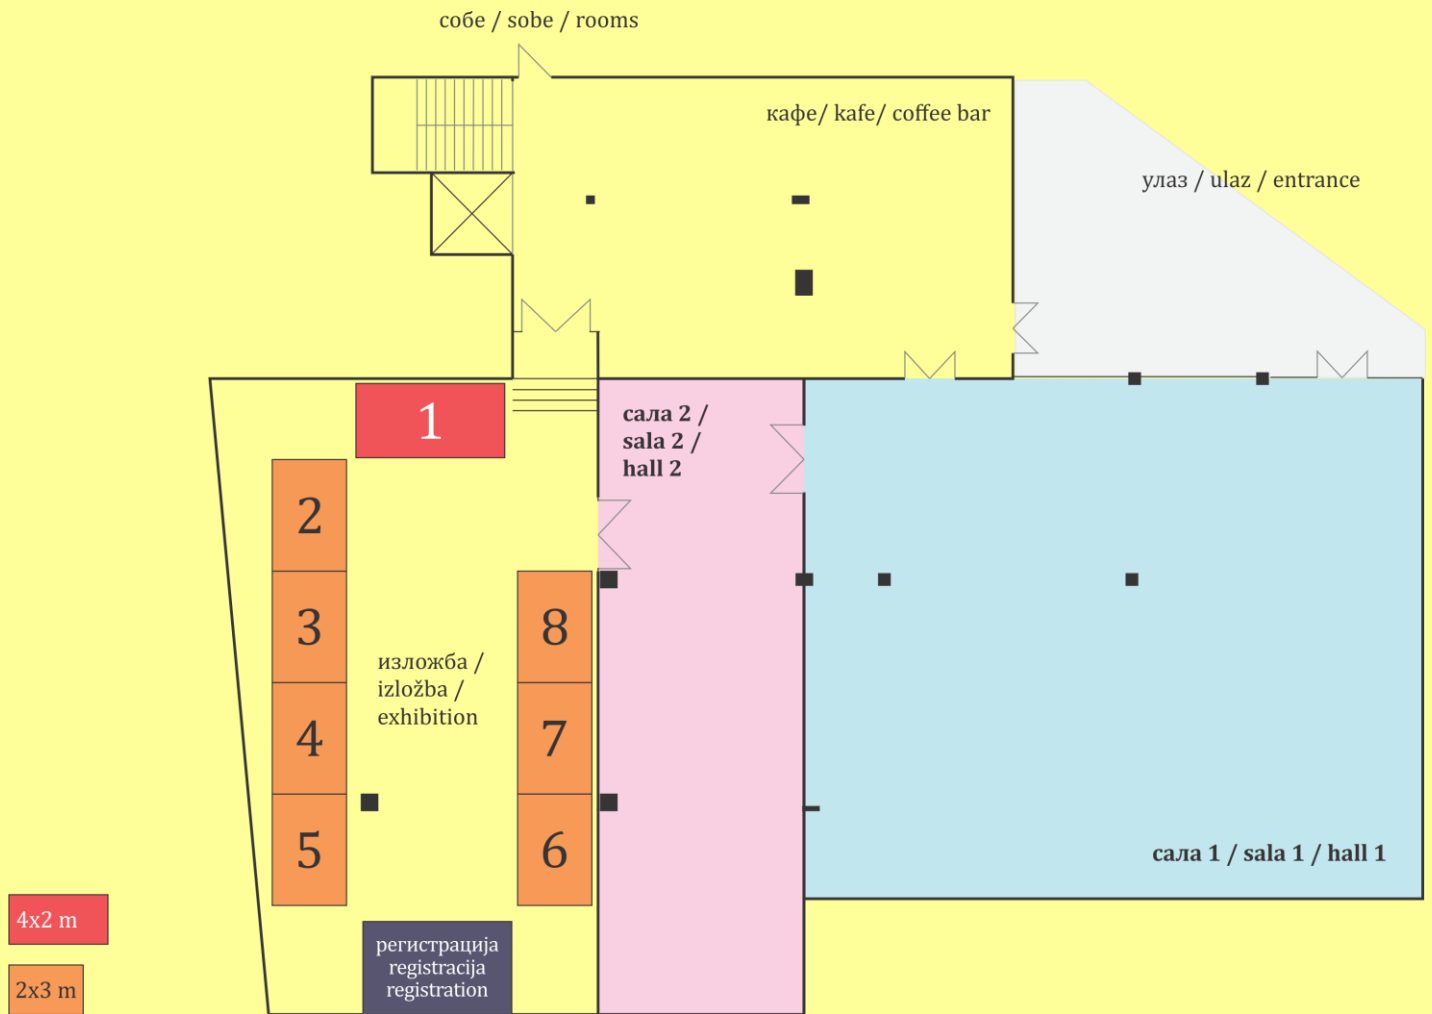 собе / sobe / rooms
кафе/ kafe/ coffee bar
улаз / ulaz / entrance
1
сала 2 /
sala 2 /
hall 2
2
3
8
изложба /
izložba /
exhibition
4
7
5
6
сала 1 / sala 1 / hall 1
4x2 m
регистрација
registracija
registration
2x3 m